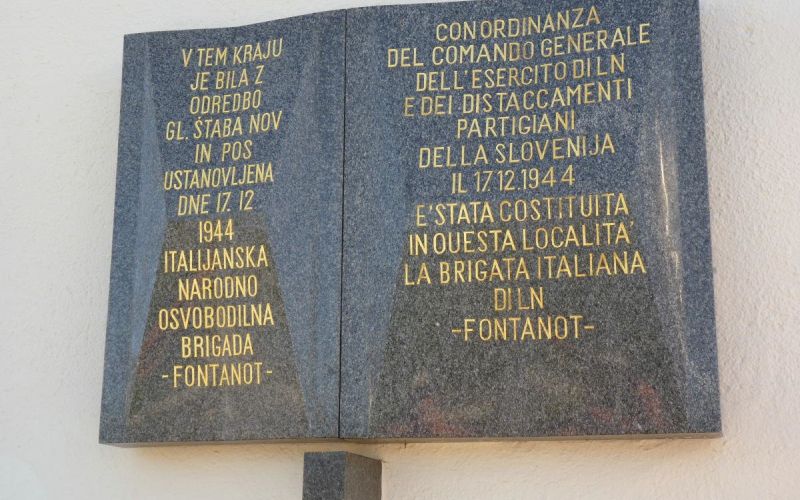 V TEM KRAJU
JE BILA Z
ODREDBO
GL. ŠTABA NOV
IN POS
USTANOVLJENA
DNE 17. 12
1944
ITALIJANSKA
NARODNO
OSVOBODILNA
BRIGADA
-FONTANOT-
CON ORDINANZA
DEL COMANDO GENERALE
DELL'ESERCITO DI LN
E DEI DISTACCAMENTI
PARTIGIANI
DELLA SLOVENIJA
IL 17.12.1944
E'STATA COSTITUITA
IN QUESTA LOCALITA'
LA BRIGATA ITALIANA
DI LN
-FONTANOT-